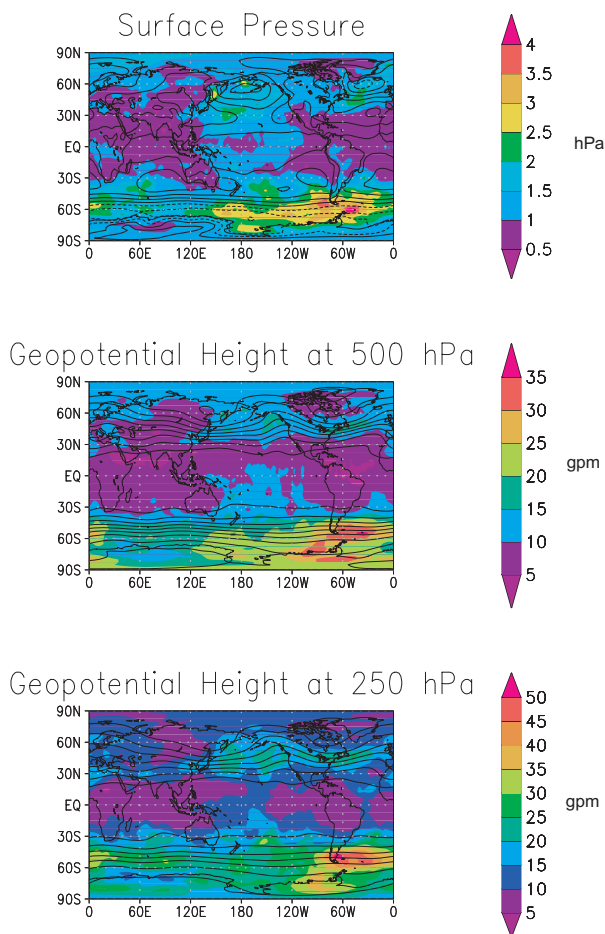 Surface Pressure
90N
60N
30N
EQ
30S
60S
90S
0 60E 120E 180 120W 60W 0
4
3.5
3
2.5
2
1.5
1
0.5
hPa
Geopotential Height at 500 hPa
90N
60N
30N
EQ
30S
60S
90S
0 60E 120E 180 120W 60W 0
35
30
25
20
15
10
5
gpm
Geopotential Height at 250 hPa
90N
60N
30N
EQ
30S
60S
90S
0 60E 120E 180 120W 60W 0
50
45
40
35
30
25
20
15
10
5
gpm